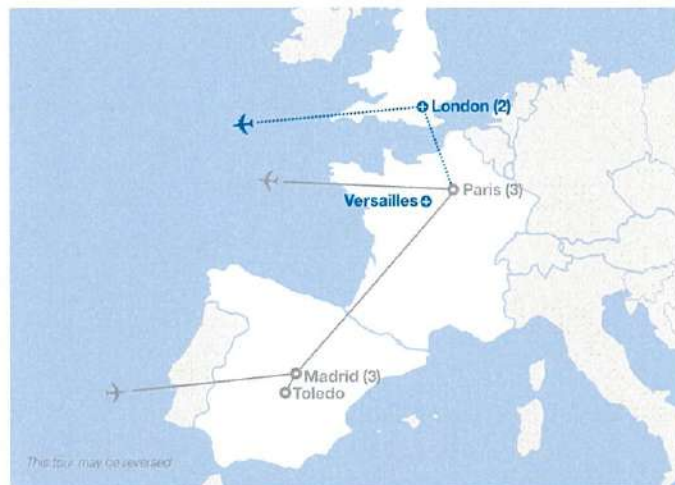 London (2)
Paris (3)
Versailles
Madrid (3)
Toledo
This tour may be reversed